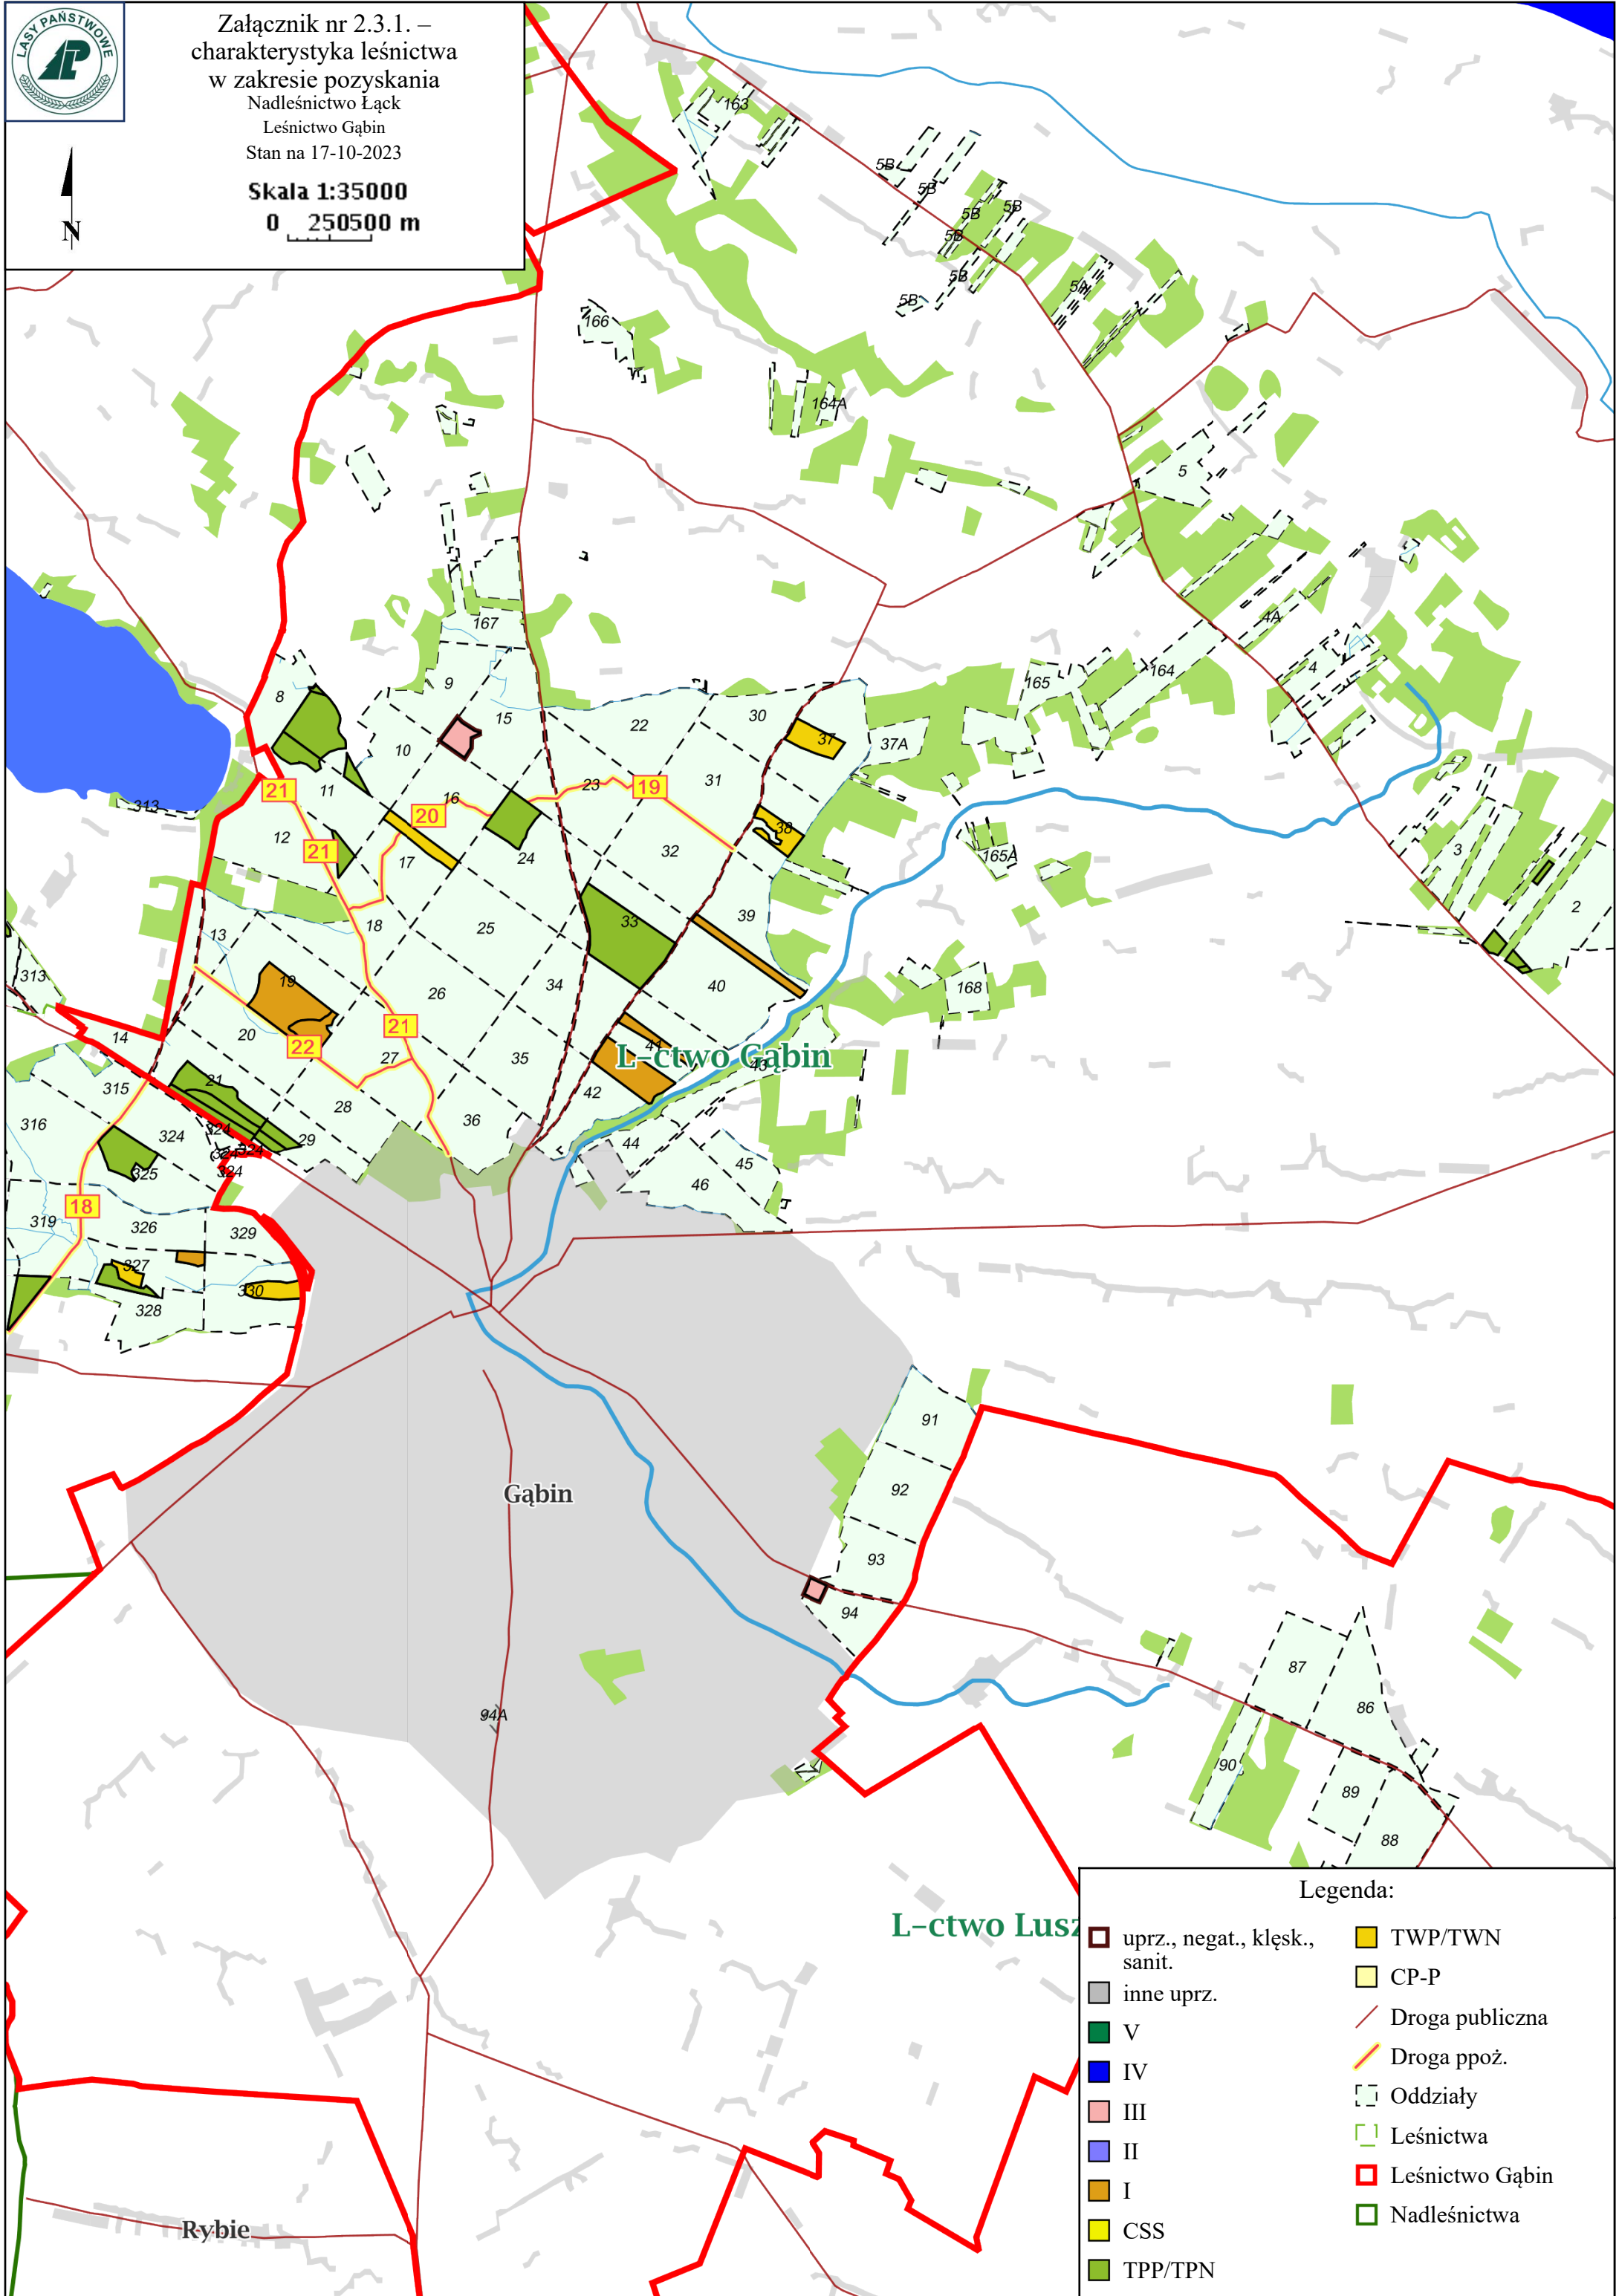 LASY PAŃSTWOWE
Załącznik nr 2.3.1. –
charakterystyka leśnictwa
w zakresie pozyskania
Nadleśnictwo Łąck
Leśnictwo Gąbin
Stan na 17-10-2023
Skala 1:35000
0 250500 m
N
163
5B
5B
5B
5B
5B
5B
5B
5A
166
164A
5
167
4A
164
4
165
8
9
15
22
30
37
37A
10
11
21
16
20
23
19
31
313
12
21
17
24
32
38
165A
3
2
13
18
25
33
39
313
19
26
34
40
168
14
20
22
21
27
35
41
L-ctwo Gąbin
43
315
21
28
36
42
316
324
324
29
44
324
324
324
325
45
46
18
319
326
329
327
330
328
91
Gąbin
92
93
94
87
86
94A
90
89
88
L-ctwo Lusz
Rybie
Legenda:
uprz., negat., klęsk.,
sanit.
inne uprz.
V
IV
III
II
I
CSS
TPP/TPN
TWP/TWN
CP-P
Droga publiczna
Droga ppoż.
Oddziały
Leśnictwa
Leśnictwo Gąbin
Nadleśnictwa